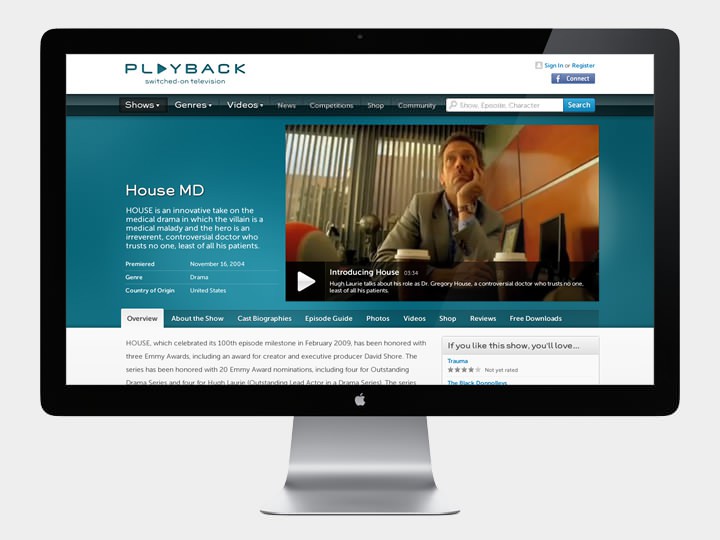 PLAYBACK
switched-on television
Sign In or Register
f Connect
Shows Genres Videos News Competitions Shop Community Show, Episode, Character Search
House MD
HOUSE is an innovative take on the
medical drama in which the villain is a
medical malady and the hero is an
irreverent, controversial doctor who
trusts no one, least of all his patients.
Premiered November 16, 2004
Genre Drama
Country of Origin United States
Introducing House 03:34
Hugh Laurie talks about his role as Dr. Gregory House, a controversial doctor who trusts no one,
least of all his patients.
Overview About the Show Cast Biographies Episode Guide Photos Videos Shop Reviews Free Downloads
HOUSE, which celebrated its 100th episode milestone in February 2009, has been honored with
three Emmy Awards, including an award for creator and executive producer David Shore. The
series has been honored with 20 Emmy Award nominations, including four for Outstanding
Drama Series and four for Hugh Laurie (Outstanding Lead Actor in a Drama Series). The series
If you like this show, you'll love...
Trauma
Not yet rated
The Black Donnelleys